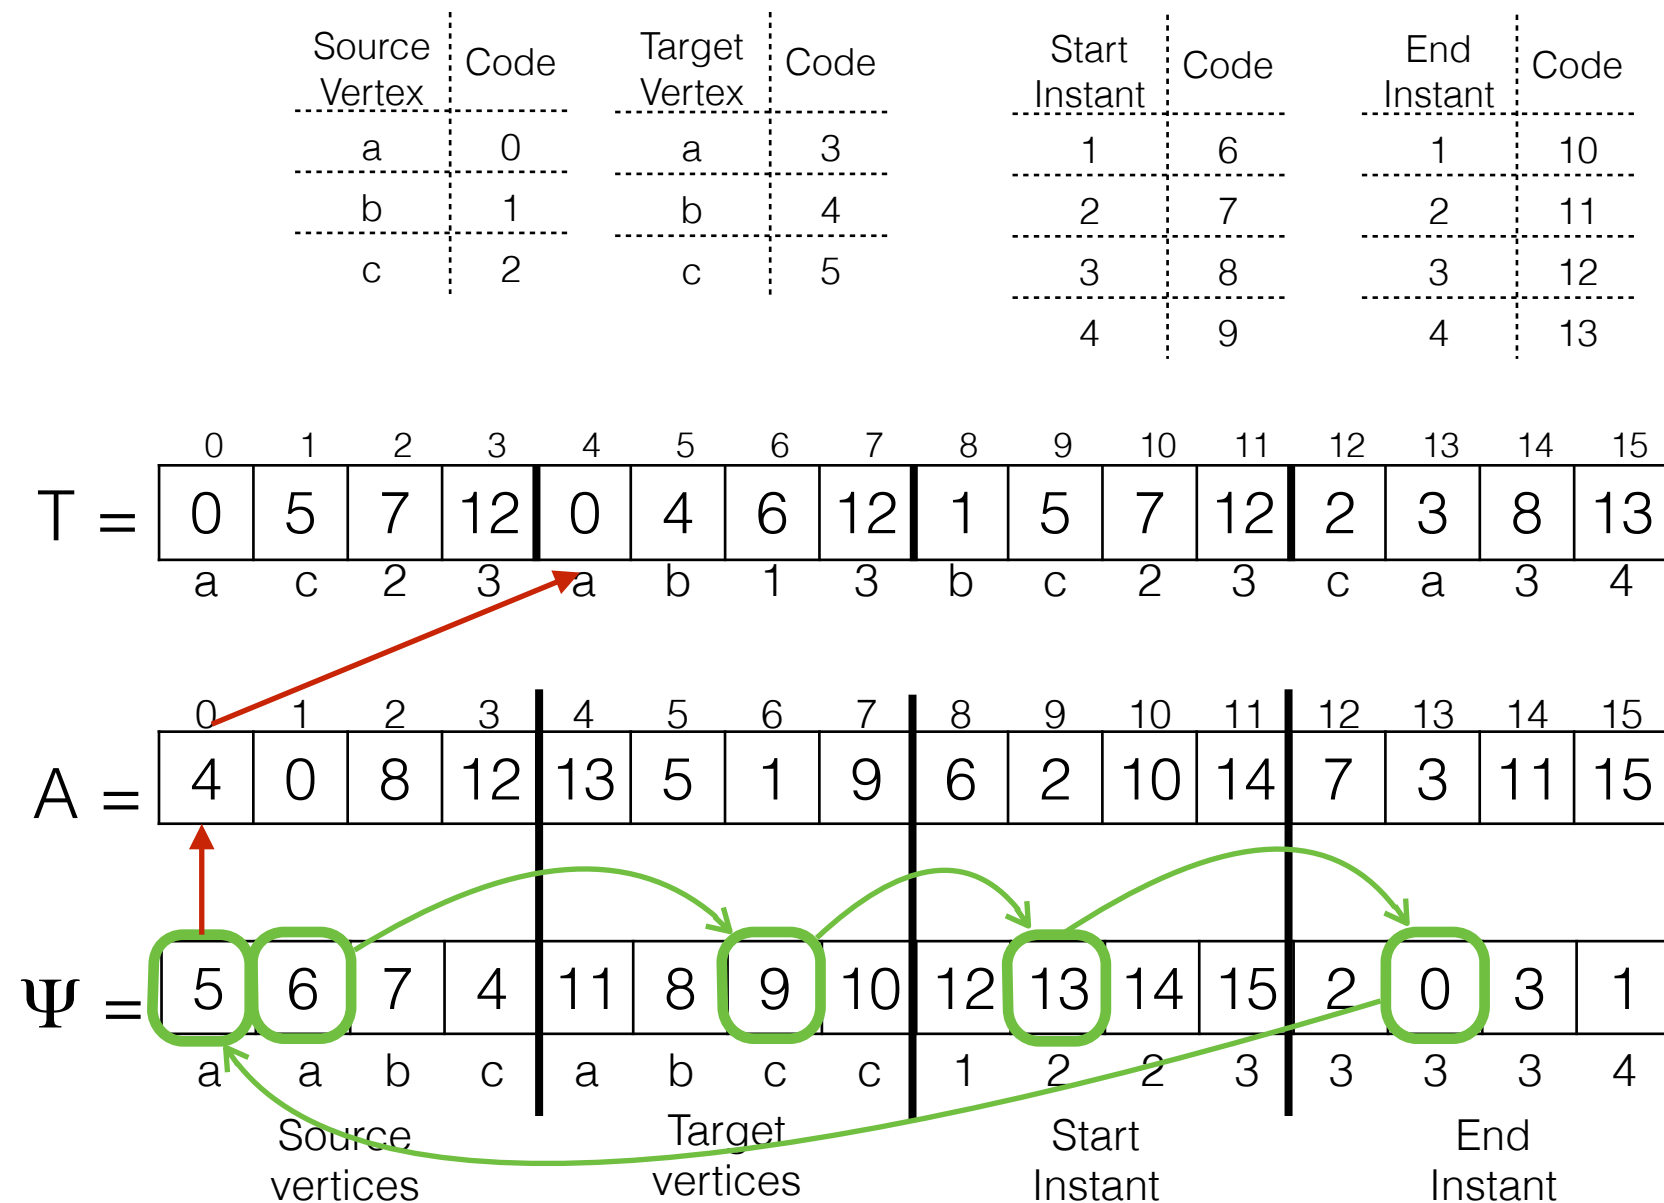 Source Vertex Code Target Vertex Code Start Instant Code End Instant Code
a 0 a 3 1 6 1 10
b 1 b 4 2 7 2 11
c 2 c 5 3 8 3 12
4 9 4 13
0 1 2 3 4 5 6 7 8 9 10 11 12 13 14 15
T = 0 5 7 12 0 4 6 12 1 5 7 12 2 3 8 13
a c 2 3 a b 1 3 b c 2 3 c a 3 4
0 1 2 3 4 5 6 7 8 9 10 11 12 13 14 15
A = 4 0 8 12 13 5 1 9 6 2 10 14 7 3 11 15
Ψ = 5 6 7 4 11 8 9 10 12 13 14 15 2 0 3 1
a a b c a b c c 1 2 2 3 3 3 3 4
Source Target Start End
vertices vertices Instant Instant